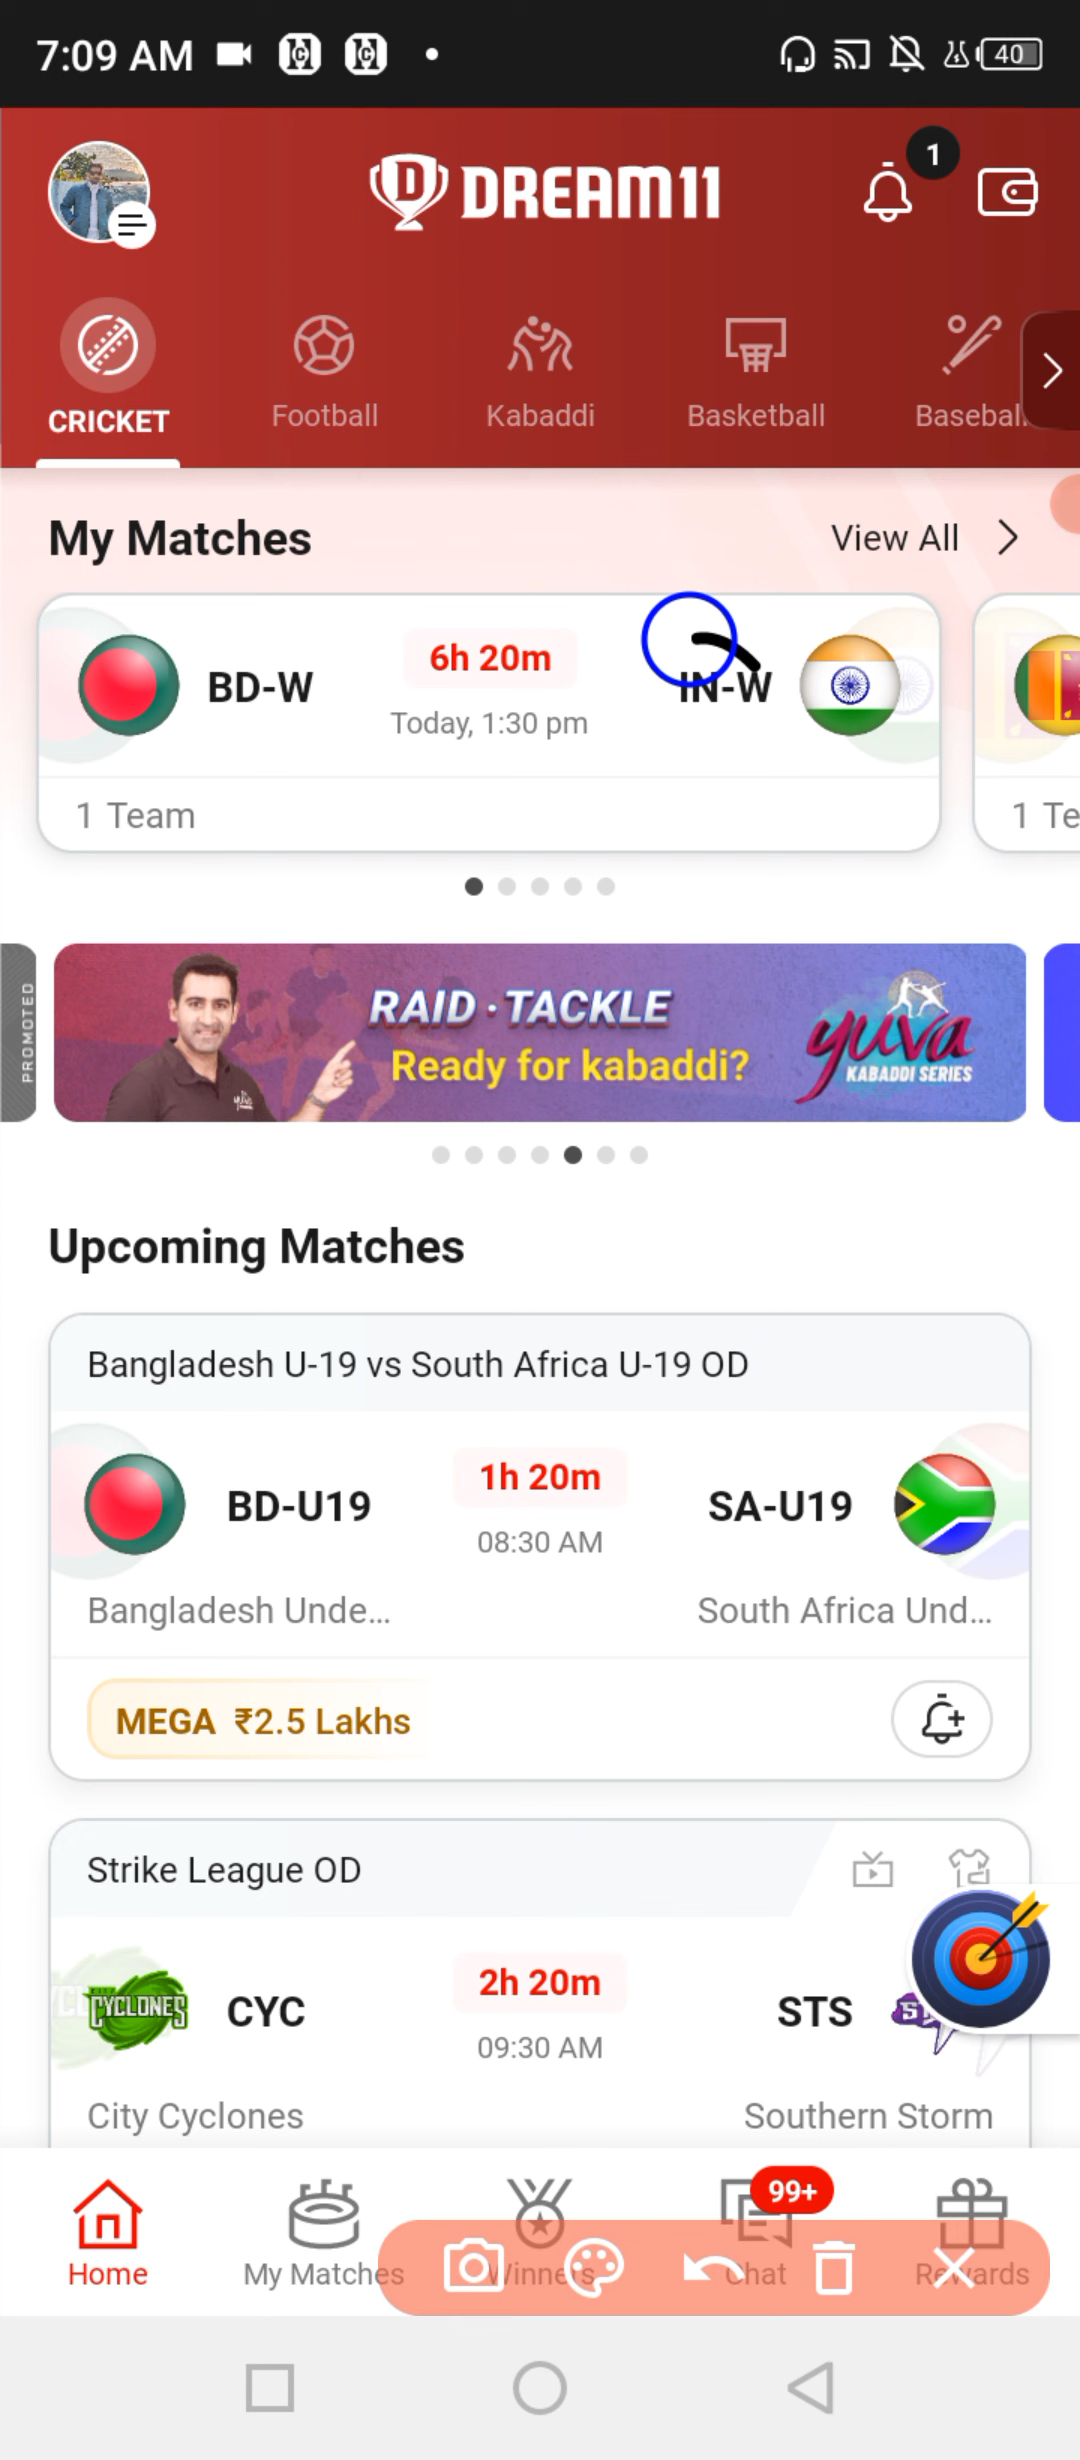 7:09 AM
40
DREAM11
1
CRICKET
Football
Kabaddi
Basketball
Basebal
My Matches
View All
BD-W
6h 20m
IN-W
Today, 1:30 pm
1 Team
1 Te
PROMOTED
RAID · TACKLE
Ready for kabaddi?
yuva
KABADDI SERIES
Upcoming Matches
Bangladesh U-19 vs South Africa U-19 OD
BD-U19
1h 20m
SA-U19
08:30 AM
Bangladesh Unde...
South Africa Und...
MEGA ₹2.5 Lakhs
Strike League OD
CYCLONES
CYC
2h 20m
STS
09:30 AM
City Cyclones
Southern Storm
99+
Home
My Matches
Winners
Chat
Rewards